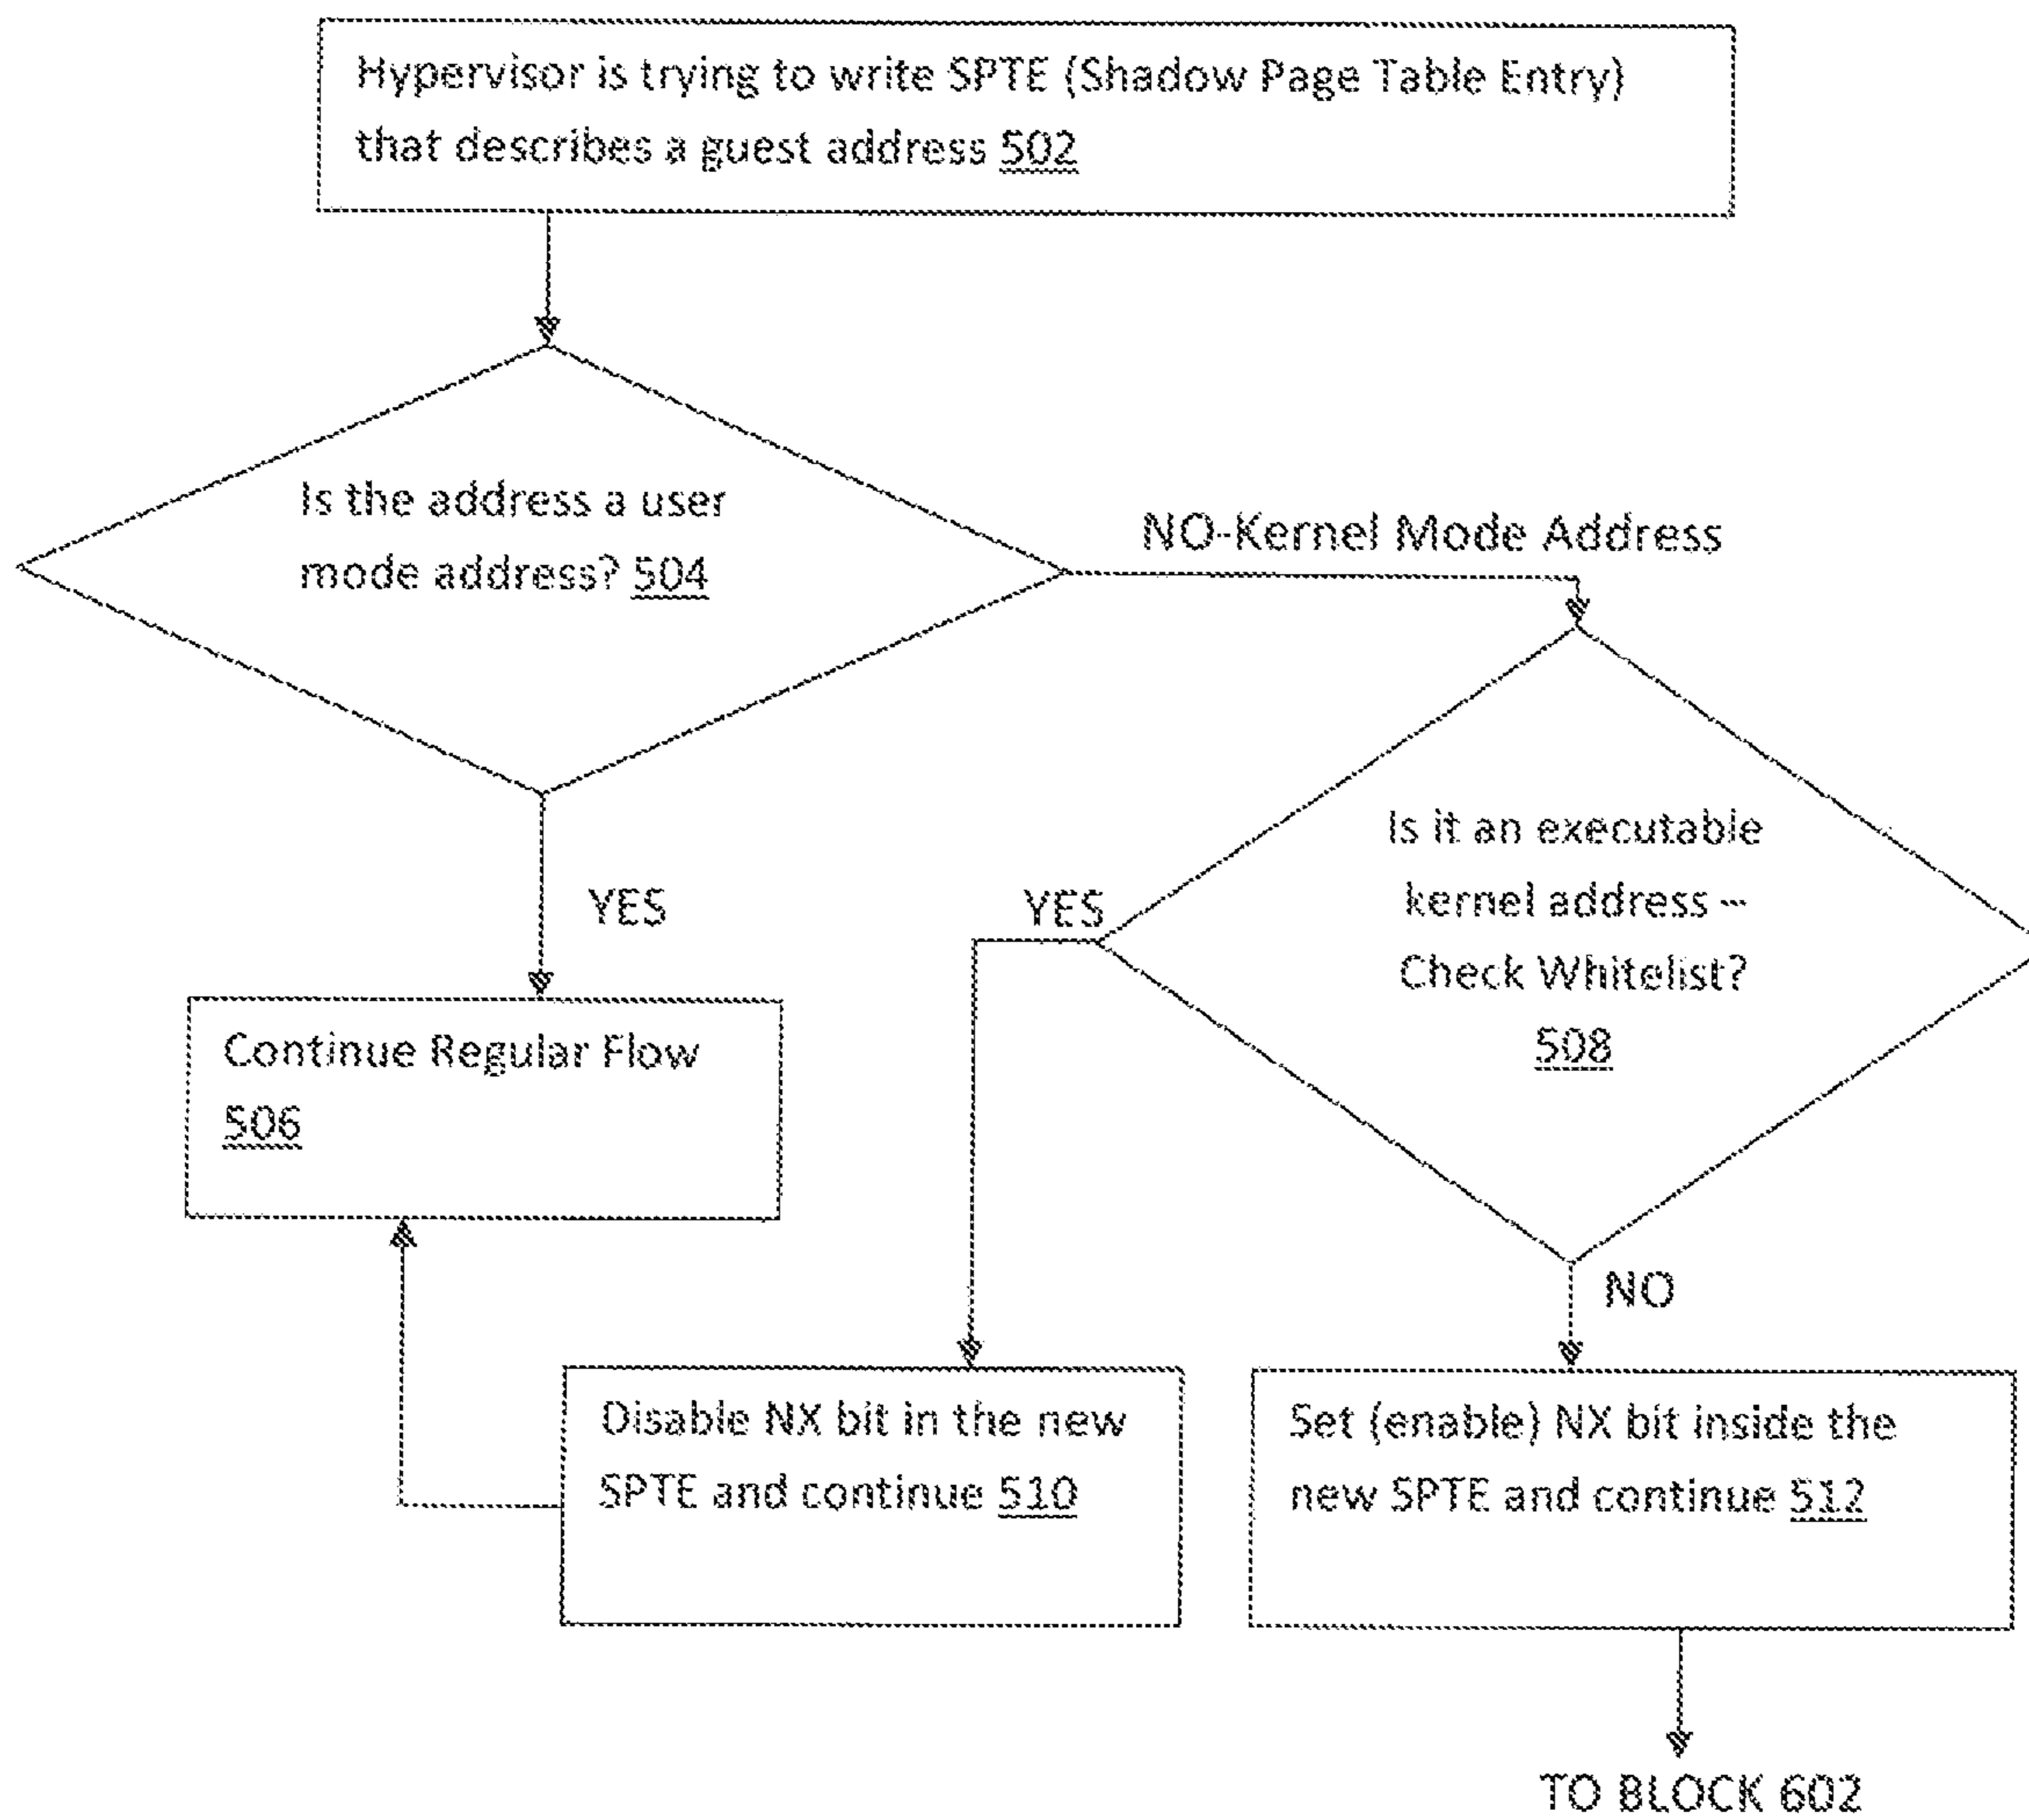 Hypervisor is trying to write SPTE (Shadow Page Table Entry)
that describes a guest address 502
Is the address a user
mode address? 504
NO-Kernel Mode Address
Is it an executable
kernel address –
Check Whitelist?
508
YES
YES
Continue Regular Flow
506
NO
Disable NX bit in the new
SPTE and continue 510
Set (enable) NX bit inside the
new SPTE and continue 512
TO BLOCK 602